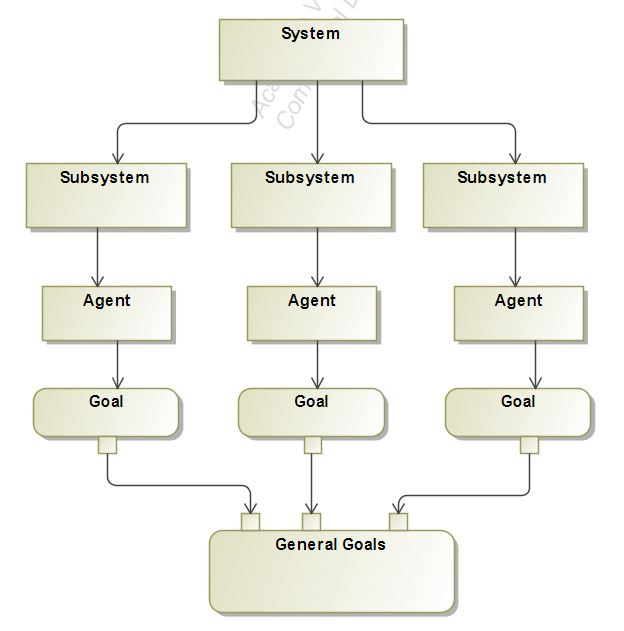 System
Subsystem
Subsystem
Subsystem
Agent
Agent
Agent
Goal
Goal
Goal
General Goals